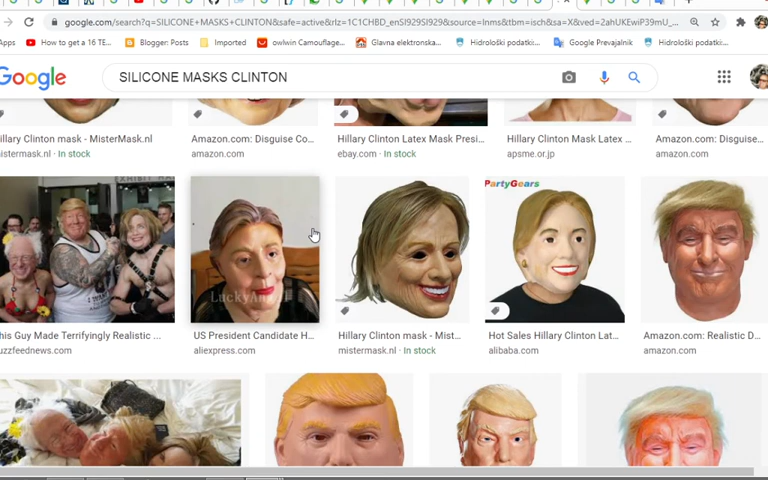 google.com/search?q=SILICONE+MASKS+CLINTON&safe=active&rlz=1C1CHBD_enSI929SI929&source=lnms&tbm=isch&sa=X&ved=2ahUKEwiP39mU_...
Apps How to get a 16 TE... Blogger: Posts Imported owlwin Camouflage... Glavna elektronska... Hidrološki podatki:... Google Prevajalnik Hidrološki podatki:...
Google SILICONE MASKS CLINTON
illary Clinton mask - MisterMask.nl Amazon.com: Disguise Co... Hillary Clinton Latex Mask Presi... Hillary Clinton Mask Latex ... Amazon.com: Disguise...
istermask.nl · In stock amazon.com ebay.com · In stock apsme.or.jp amazon.com
PartyGears
his Guy Made Terrifyingly Realistic ... US President Candidate H... Hillary Clinton mask - Mist... Hot Sales Hillary Clinton Lat... Amazon.com: Realistic D...
uzzfeednews.com aliexpress.com mistermask.nl · In stock alibaba.com amazon.com